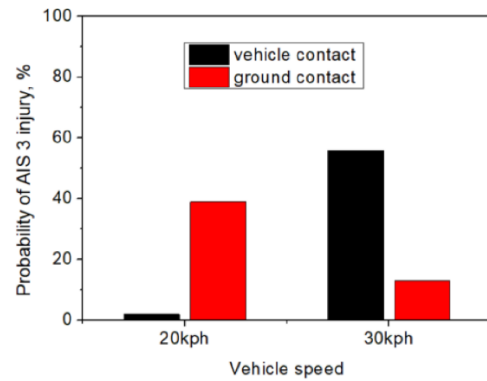 Probability of AIS 3 injury, %
100
80
60
40
20
0
vehicle contact
ground contact
20kph
30kph
Vehicle speed